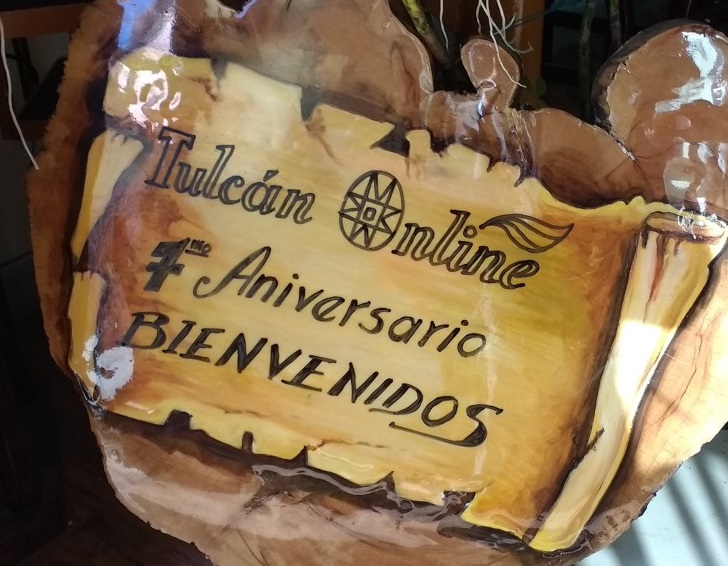 Tulcán Online
7mo Aniversario
BIENVENIDOS